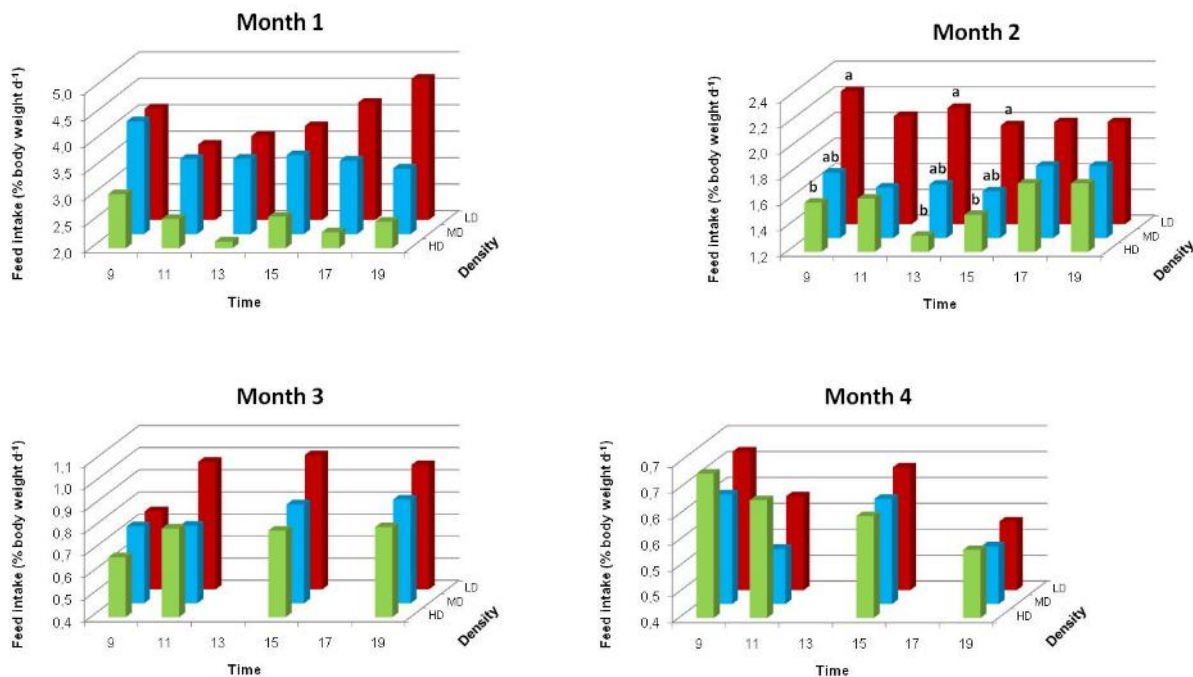 Month 1
Feed Intake (% body weight d-1)
5,0
4,5
4,0
3,5
3,0
2,5
2,0
9 11 13 15 17 19
Time
HD
MD
LD
Density
Month 2
Feed Intake (% body weight d-1)
2,4
2,2
2,0
1,8
1,6
1,4
1,2
a a a
ab ab ab
b b b
9 11 13 15 17 19
Time
HD
MD
LD
Density
Month 3
Feed Intake (% body weight d-1)
1,1
1,0
0,9
0,8
0,7
0,6
0,5
0,4
9 11 13 15 17 19
Time
HD
MD
LD
Density
Month 4
Feed Intake (% body weight d-1)
0,7
0,7
0,6
0,6
0,5
0,5
0,4
9 11 13 15 17 19
Time
HD
MD
LD
Density